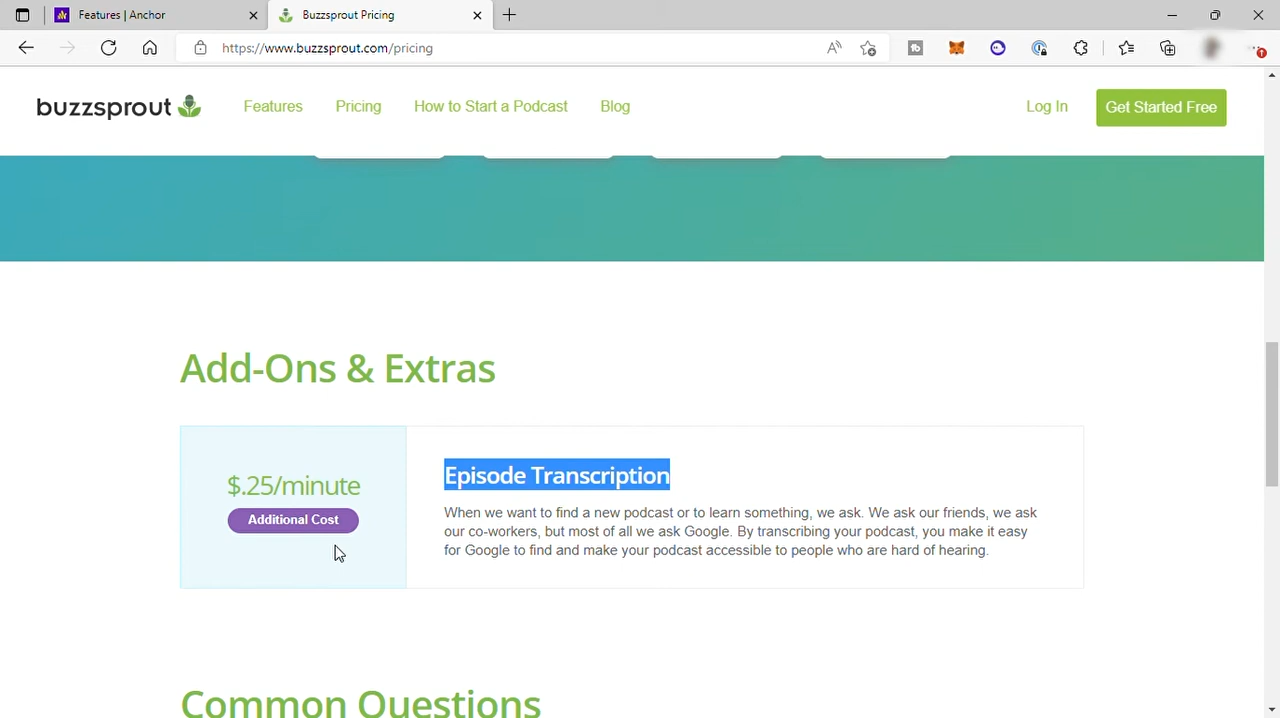 Features | Anchor
Buzzsprout Pricing
https://www.buzzsprout.com/pricing
buzzsprout
Features
Pricing
How to Start a Podcast
Blog
Log In
Get Started Free
Add-Ons & Extras
$.25/minute
Additional Cost
Episode Transcription
When we want to find a new podcast or to learn something, we ask. We ask our friends, we ask
our co-workers, but most of all we ask Google. By transcribing your podcast, you make it easy
for Google to find and make your podcast accessible to people who are hard of hearing.
Common Questions